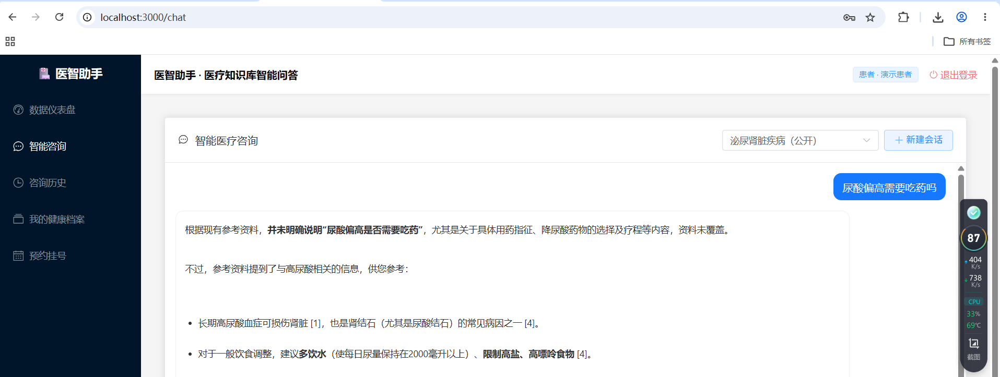 localhost:3000/chat
所有书签
医智助手
医智助手 · 医疗知识库智能问答
患者 · 演示患者
退出登录
数据仪表盘
智能咨询
咨询历史
我的健康档案
预约挂号
智能医疗咨询
泌尿肾脏疾病（公开）
新建会话
尿酸偏高需要吃药吗
根据现有参考资料，并未明确说明“尿酸偏高是否需要吃药”，尤其是关于具体用药指征、降尿酸药物的选择及疗程等内容，资料未覆盖。
不过，参考资料提到了与高尿酸相关的信息，供您参考：
• 长期高尿酸血症可损伤肾脏 [1]，也是肾结石（尤其是尿酸结石）的常见病因之一 [4]。
• 对于一般饮食调整，建议多饮水（使每日尿量保持在2000毫升以上）、限制高盐、高嘌呤食物 [4]。
87
404
K/s
738
K/s
CPU
33%
69°C
截图